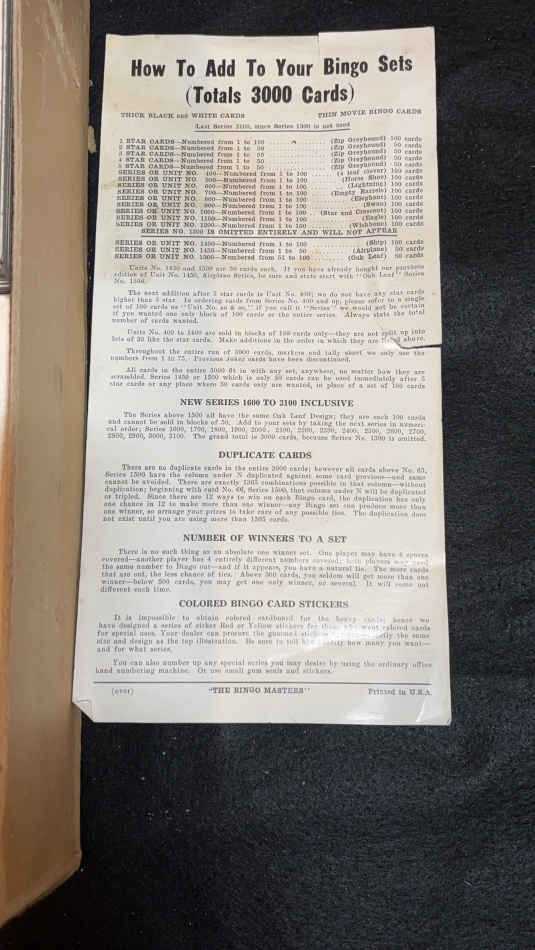 How To Add To Your Bingo Sets
(Totals 3000 Cards)
THICK BLACK and WHITE CARDS THIN MOVIE BINGO CARDS
(Last Series 3100, since Series 1300 is not used
1 STAR CARDS—Numbered from 1 to 100 (Zip Greyhound) 100 cards
2 STAR CARDS—Numbered from 1 to 50 (Zip Greyhound) 50 cards
3 STAR CARDS—Numbered from 1 to 50 (Zip Greyhound) 50 cards
4 STAR CARDS—Numbered from 1 to 50 (Zip Greyhound) 50 cards
5 STAR CARDS—Numbered from 1 to 50 (Zip Greyhound) 50 cards
SERIES OR UNIT NO. 400—Numbered from 1 to 100 (4 leaf clover) 100 cards
SERIES OR UNIT NO. 500—Numbered from 1 to 100 (Horse Shoe) 100 cards
SERIES OR UNIT NO. 600—Numbered from 1 to 100 (Lightning) 100 cards
SERIES OR UNIT NO. 700—Numbered from 1 to 100 (Empty Barrel) 100 cards
SERIES OR UNIT NO. 800—Numbered from 1 to 100 (Elephant) 100 cards
SERIES OR UNIT NO. 900—Numbered from 1 to 100 (Swan) 100 cards
SERIES OR UNIT NO. 1000—Numbered from 1 to 100 (Star and Crescent) 100 cards
SERIES OR UNIT NO. 1100—Numbered from 1 to 100 (Eagle) 100 cards
SERIES OR UNIT NO. 1200—Numbered from 1 to 100 (Wishbone) 100 cards
SERIES NO. 1300 IS OMITTED ENTIRELY AND WILL NOT APPEAR
SERIES OR UNIT NO. 1400—Numbered from 1 to 100 (Ship) 100 cards
SERIES OR UNIT NO. 1450—Numbered from 1 to 50 (Airplane) 50 cards
SERIES OR UNIT NO. 1500—Numbered from 51 to 100 (Oak Leaf) 50 cards
Units No. 1450 and 1500 are 50 cards each. If you have already bought our previous
edition of Unit No. 1450, Airplane Series, be sure and state start with "Oak Leaf" Series
No. 1500.
The next addition after 5 star cards is Unit No. 400; we do not have any star cards
higher than 5 star. In ordering cards from Series No. 400 and up, please refer to a single
set of 100 cards as "Unit No. so & so," if you call it "Series" we would not be certain
if you wanted one only block of 100 cards or the entire series. Always state the total
number of cards wanted.
Units No. 400 to 1400 are sold in blocks of 100 cards only—they are not split up into
lots of 50 like the star cards. Make additions in the order in which they are above.
Throughout the entire run of 3000 cards, markers and tally sheet we only use the
numbers from 1 to 75. Previous Joker cards have been discontinued.
All cards in the entire 3000 fit in with any set, anywhere, no matter how they are
scrambled. Series 1450 or 1500 which is only 50 cards can be used immediately after 5
star cards or any place where 50 cards only are wanted, in place of a set of 100 cards
NEW SERIES 1600 TO 3100 INCLUSIVE
The Series above 1500 all have the same Oak Leaf Design; they are each 100 cards
and cannot be sold in blocks of 50. Add to your sets by taking the next series in numeri-
cal order; Series 1600, 1700, 1800, 1900, 2000, 2100, 2200, 2300, 2400, 2500, 2600, 2700,
2800, 2900, 3000, 3100. The grand total is 3000 cards, because Series No. 1300 is omitted.
DUPLICATE CARDS
There are no duplicate cards in the entire 3000 cards; however all cards above No. 65,
Series 1500 have the column under N duplicated against some card previous—and same
cannot be avoided. There are exactly 1365 combinations possible in that column—without
duplication; beginning with card No. 66, Series 1500, that column under N will be duplicated
or tripled. Since there are 12 ways to win on each Bingo card, the duplication has only
one chance in 12 to make more than one winner—any Bingo set can produce more than
one winner, so arrange your prizes to take care of any possible ties. The duplication does
not exist until you are using more than 1365 cards.
NUMBER OF WINNERS TO A SET
There is no such thing as an absolute one winner set. One player may have 4 spaces
covered—another player has 4 entirely different numbers covered; both players may need
the same number to Bingo out—and if it appears, you have a natural tie. The more cards
that are out, the less chance of ties. Above 300 cards, you seldom will get more than one
winner—below 300 cards, you may get one only winner, or several. It will come out
different each time.
COLORED BINGO CARD STICKERS
It is impossible to obtain colored cardboard for the heavy cards; hence we
have designed a series of either Red or Yellow stickers for want colored cards
for special uses. Your dealer can procure the gummed the same
size and design as the top illustration. Be sure to tell how many you want—
and for what series.
You can also number up any special series you may desire by using the ordinary office
hand numbering machine. Or use small gum seals and stickers.
(over) "THE BINGO MASTERS" Printed in U.S.A.